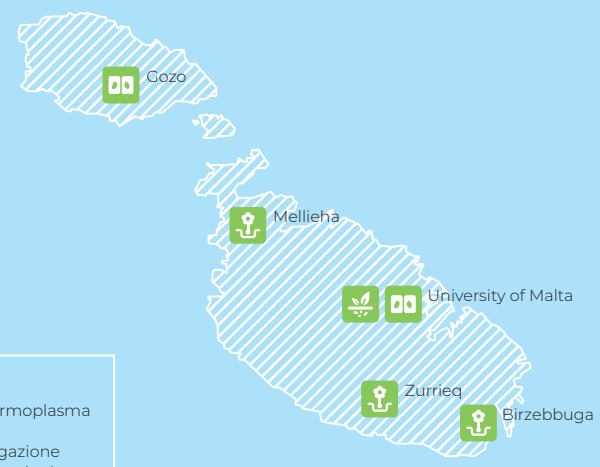 Gozo
Mellieha
University of Malta
Zurrieq
Birzebbuga
rmoplasma
gazione